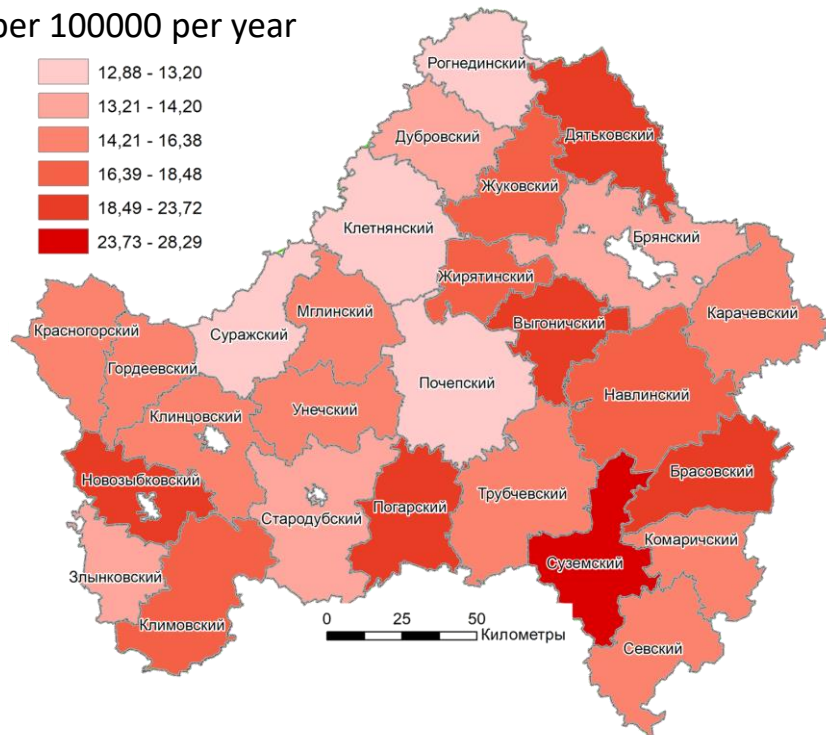 per 100000 per year
12,88 - 13,20
13,21 - 14,20
14,21 - 16,38
16,39 - 18,48
18,49 - 23,72
23,73 - 28,29
Рогнединский
Дубровский
Дятьковский
Жуковский
Клетнянский
Брянский
Жирятинский
Мглинский
Карачевский
Красногорский
Суражский
Выгоничский
Гордеевский
Почепский
Навлинский
Клинцовский
Унечский
Брасовский
Новозыбковский
Трубчевский
Погарский
Стародубский
Комаричский
Суземский
Злынковский
0 25 50
Километры
Климовский
Севский